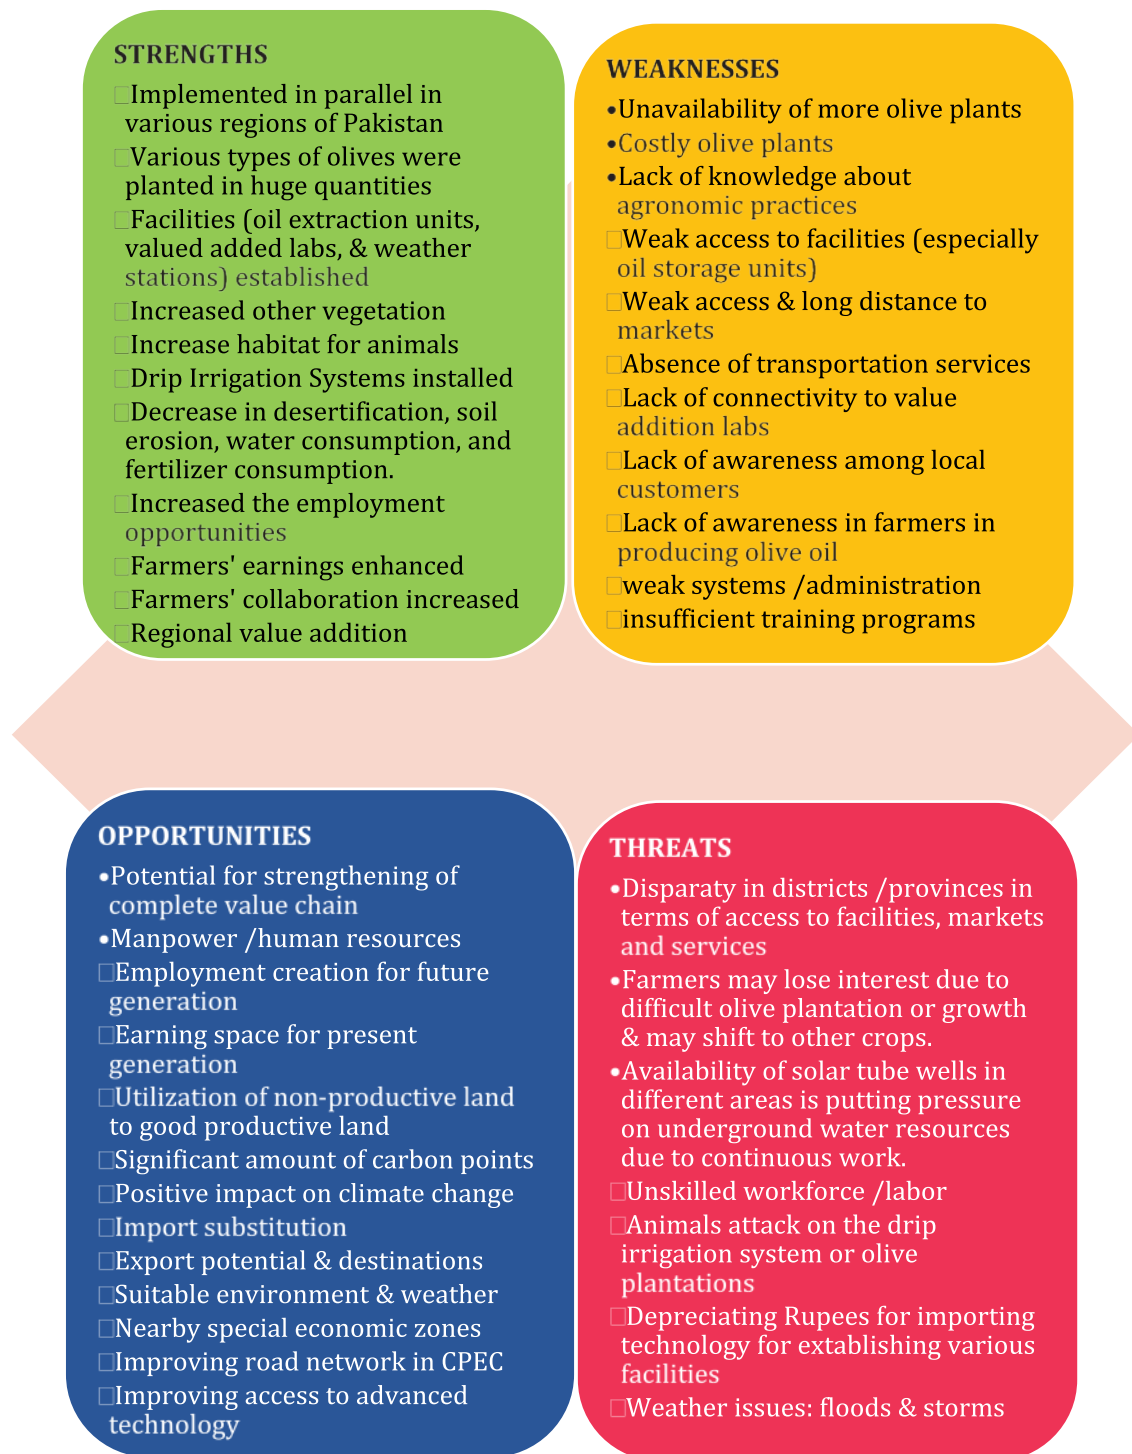 STRENGTHS
□Implemented in parallel in
various regions of Pakistan
□Various types of olives were
planted in huge quantities
□Facilities (oil extraction units,
valued added labs, & weather
stations) established
□Increased other vegetation
□Increase habitat for animals
□Drip Irrigation Systems installed
□Decrease in desertification, soil
erosion, water consumption, and
fertilizer consumption.
□Increased the employment
opportunities
□Farmers' earnings enhanced
□Farmers' collaboration increased
□Regional value addition
WEAKNESSES
•Unavailability of more olive plants
•Costly olive plants
•Lack of knowledge about
agronomic practices
□Weak access to facilities (especially
oil storage units)
□Weak access & long distance to
markets
□Absence of transportation services
□Lack of connectivity to value
addition labs
□Lack of awareness among local
customers
□Lack of awareness in farmers in
producing olive oil
□weak systems /administration
□insufficient training programs
OPPORTUNITIES
•Potential for strengthening of
complete value chain
•Manpower /human resources
□Employment creation for future
generation
□Earning space for present
generation
□Utilization of non-productive land
to good productive land
□Significant amount of carbon points
□Positive impact on climate change
□Import substitution
□Export potential & destinations
□Suitable environment & weather
□Nearby special economic zones
□Improving road network in CPEC
□Improving access to advanced
technology
THREATS
•Disparaty in districts /provinces in
terms of access to facilities, markets
and services
•Farmers may lose interest due to
difficult olive plantation or growth
& may shift to other crops.
•Availability of solar tube wells in
different areas is putting pressure
on underground water resources
due to continuous work.
□Unskilled workforce /labor
□Animals attack on the drip
irrigation system or olive
plantations
□Depreciating Rupees for importing
technology for extablishing various
facilities
□Weather issues: floods & storms